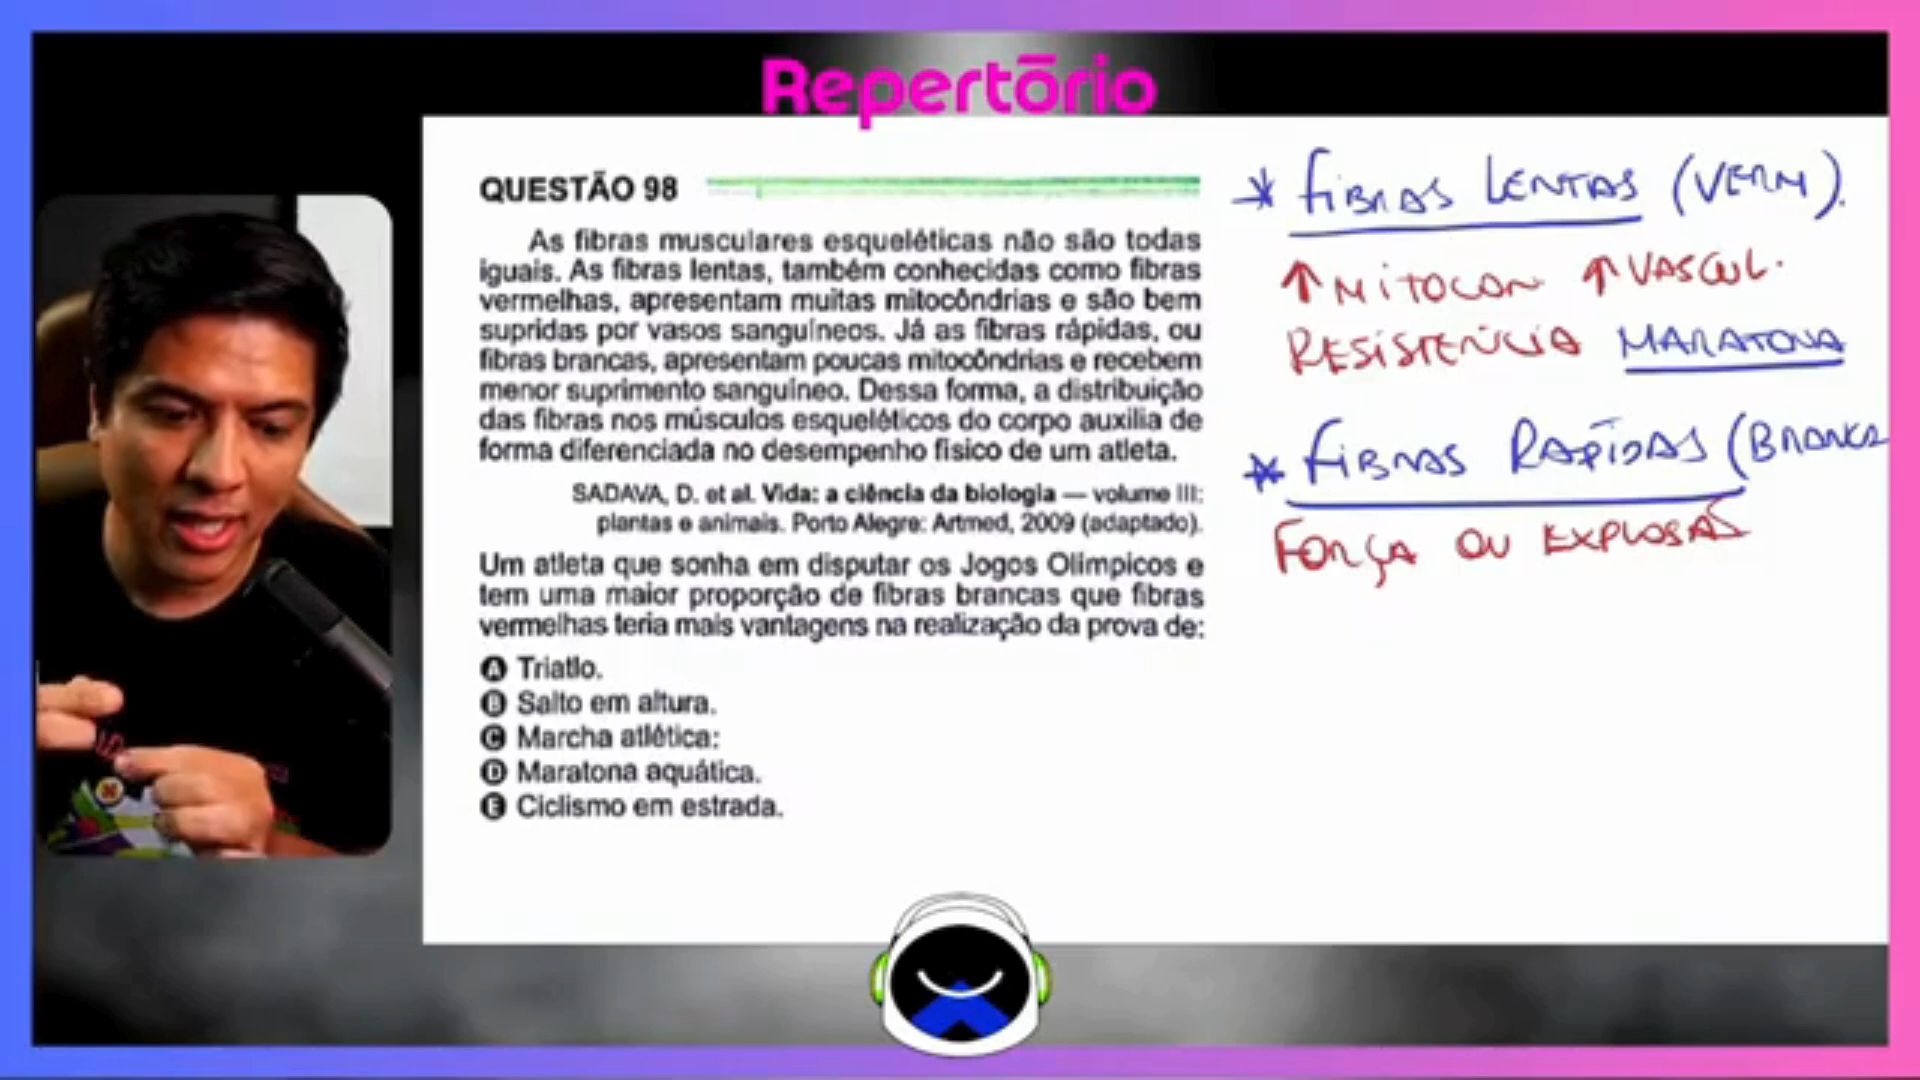 Repertōrio
QUESTÃO 98
As fibras musculares esqueléticas não são todas
iguais. As fibras lentas, também conhecidas como fibras
vermelhas, apresentam muitas mitocôndrias e são bem
supridas por vasos sanguíneos. Já as fibras rápidas, ou
fibras brancas, apresentam poucas mitocôndrias e recebem
menor suprimento sanguíneo. Dessa forma, a distribuição
das fibras nos músculos esqueléticos do corpo auxilia de
forma diferenciada no desempenho físico de um atleta.
SADAVA, D. et al. Vida: a ciência da biologia — volume III:
plantas e animais. Porto Alegre: Artmed, 2009 (adaptado).
Um atleta que sonha em disputar os Jogos Olímpicos e
tem uma maior proporção de fibras brancas que fibras
vermelhas teria mais vantagens na realização da prova de:
A Triatlo.
B Salto em altura.
C Marcha atlética:
D Maratona aquática.
E Ciclismo em estrada.
* FIBRAS LENTAS (VERM).
↑ MITOCON ↑ VASCUL.
RESISTÊNCIA MARATONA
* FIBRAS RÁPIDAS (BRANCA
FORÇA OU EXPLOSÃO